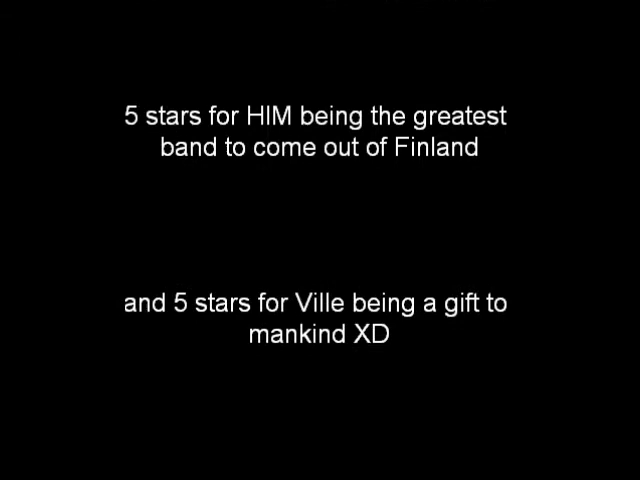 5 stars for HIM being the greatest
band to come out of Finland
and 5 stars for Ville being a gift to
mankind XD